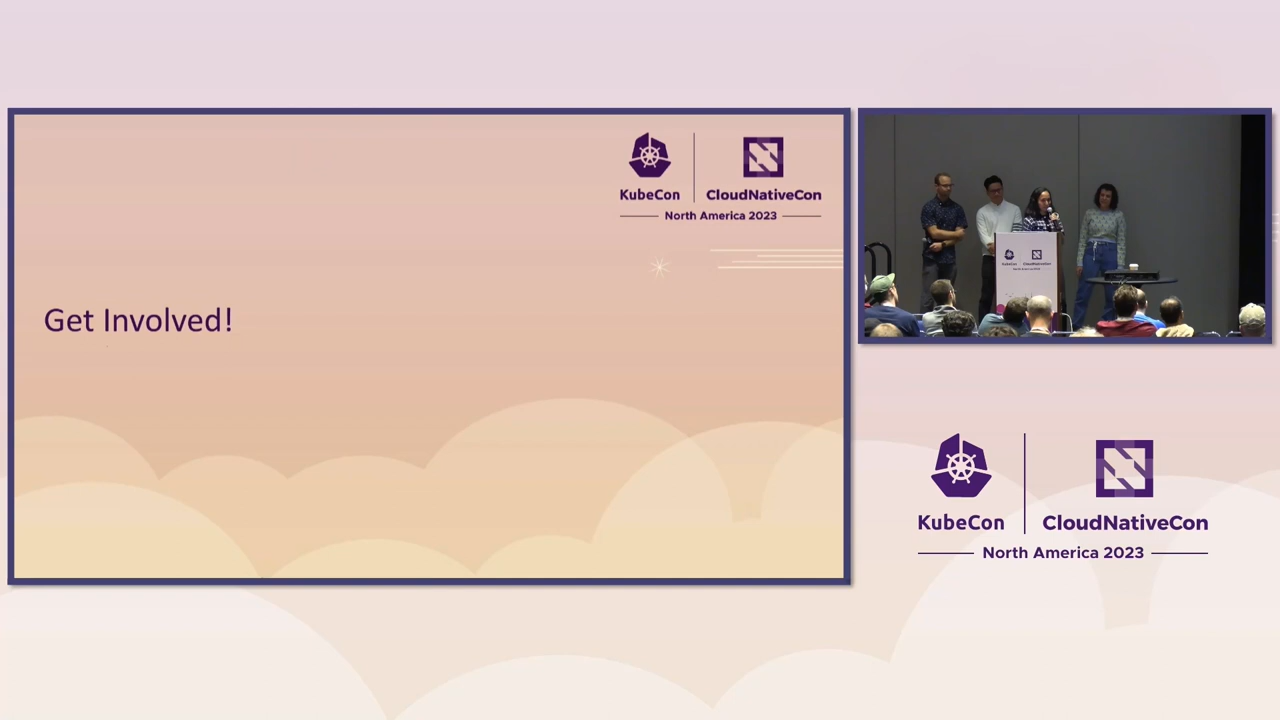 KubeCon
CloudNativeCon
North America 2023
Get Involved!
KubeCon
CloudNativeCon
North America 2023